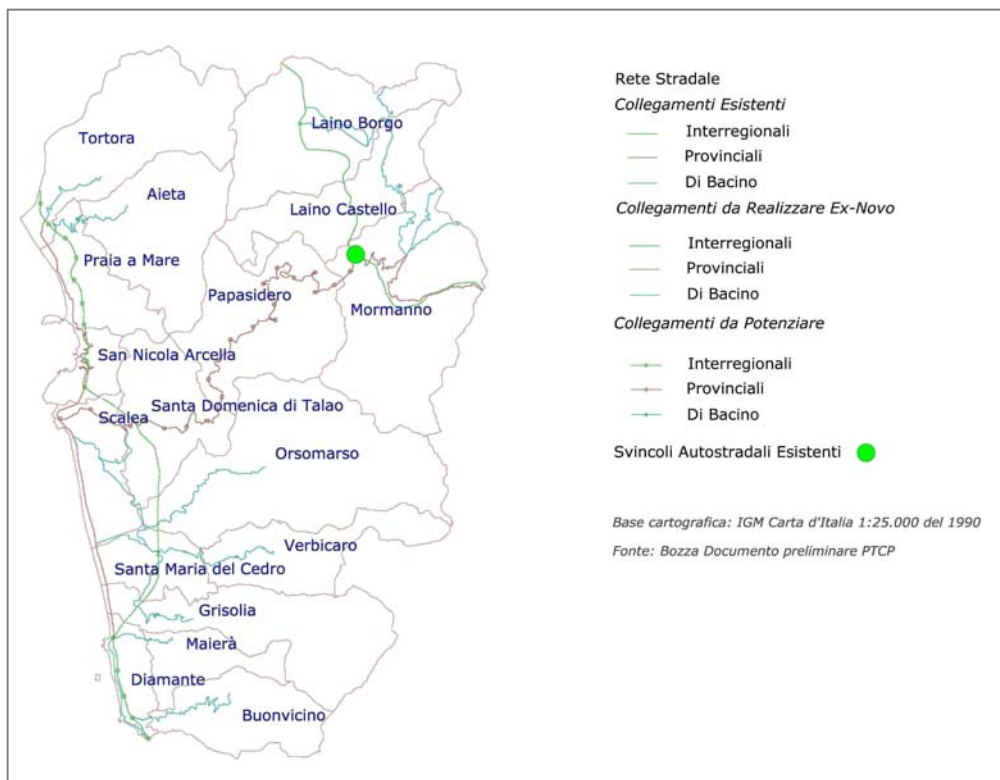 Tortora
Laino Borgo
Aieta
Laino Castello
Praia a Mare
Papasidero
Mormanno
San Nicola Arcella
Santa Domenica di Talao
Scalea
Orsomarso
Verbicaro
Santa Maria del Cedro
Grisolia
Maierà
Diamante
Buonvicino
Rete Stradale
Collegamenti Esistenti
Interregionali
Provinciali
Di Bacino
Collegamenti da Realizzare Ex-Novo
Interregionali
Provinciali
Di Bacino
Collegamenti da Potenziare
Interregionali
Provinciali
Di Bacino
Svincoli Autostradali Esistenti
Base cartografica: IGM Carta d'Italia 1:25.000 del 1990
Fonte: Bozza Documento preliminare PTCP